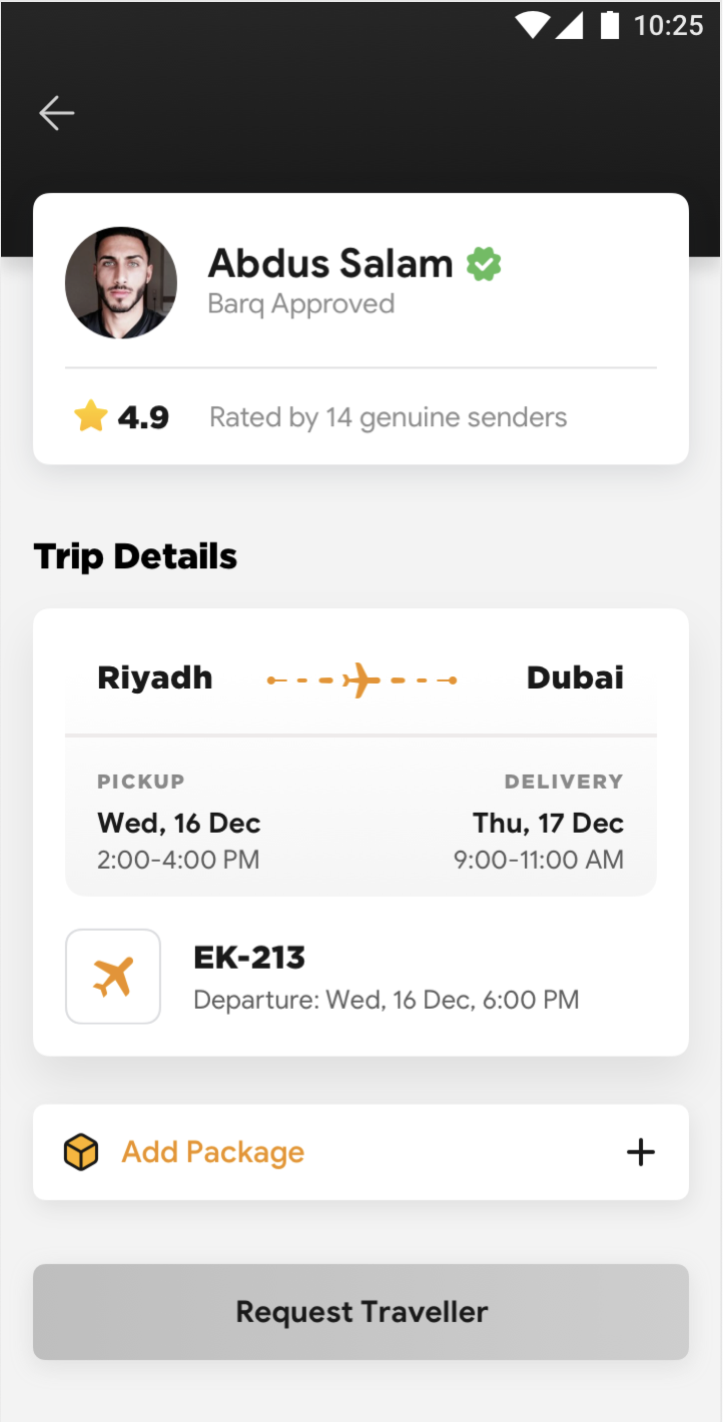 10:25
Abdus Salam
Barq Approved
4.9 Rated by 14 genuine senders
Trip Details
Riyadh Dubai
PICKUP DELIVERY
Wed, 16 Dec Thu, 17 Dec
2:00-4:00 PM 9:00-11:00 AM
EK-213
Departure: Wed, 16 Dec, 6:00 PM
Add Package
Request Traveller